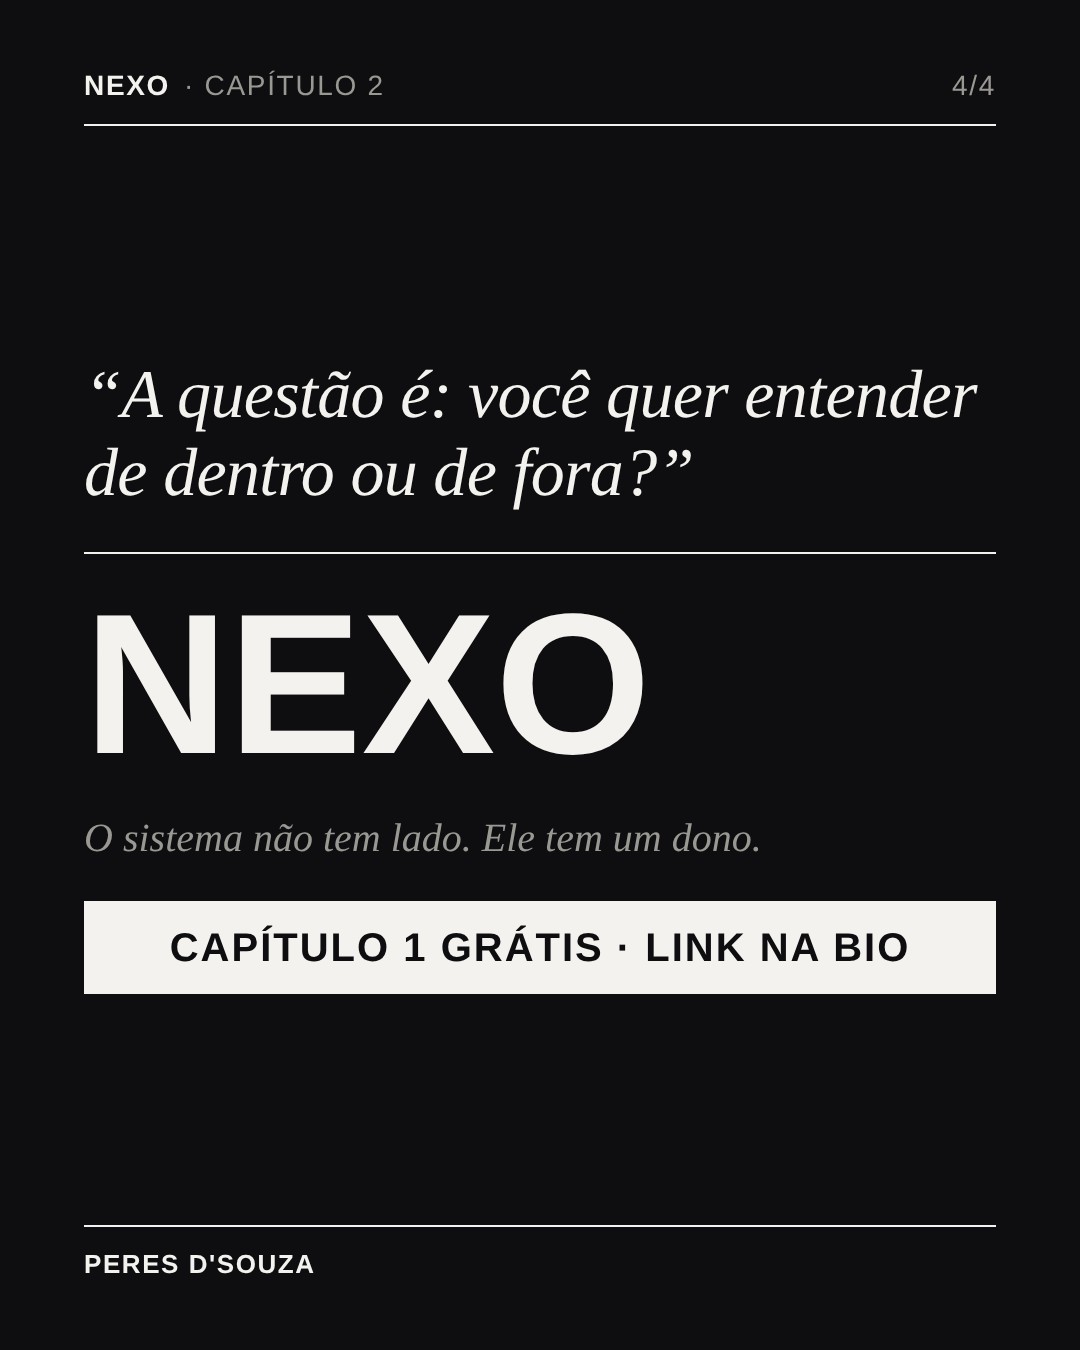 NEXO · CAPÍTULO 2
4/4
“A questão é: você quer entender
de dentro ou de fora?”
NEXO
O sistema não tem lado. Ele tem um dono.
CAPÍTULO 1 GRÁTIS · LINK NA BIO
PERES D'SOUZA